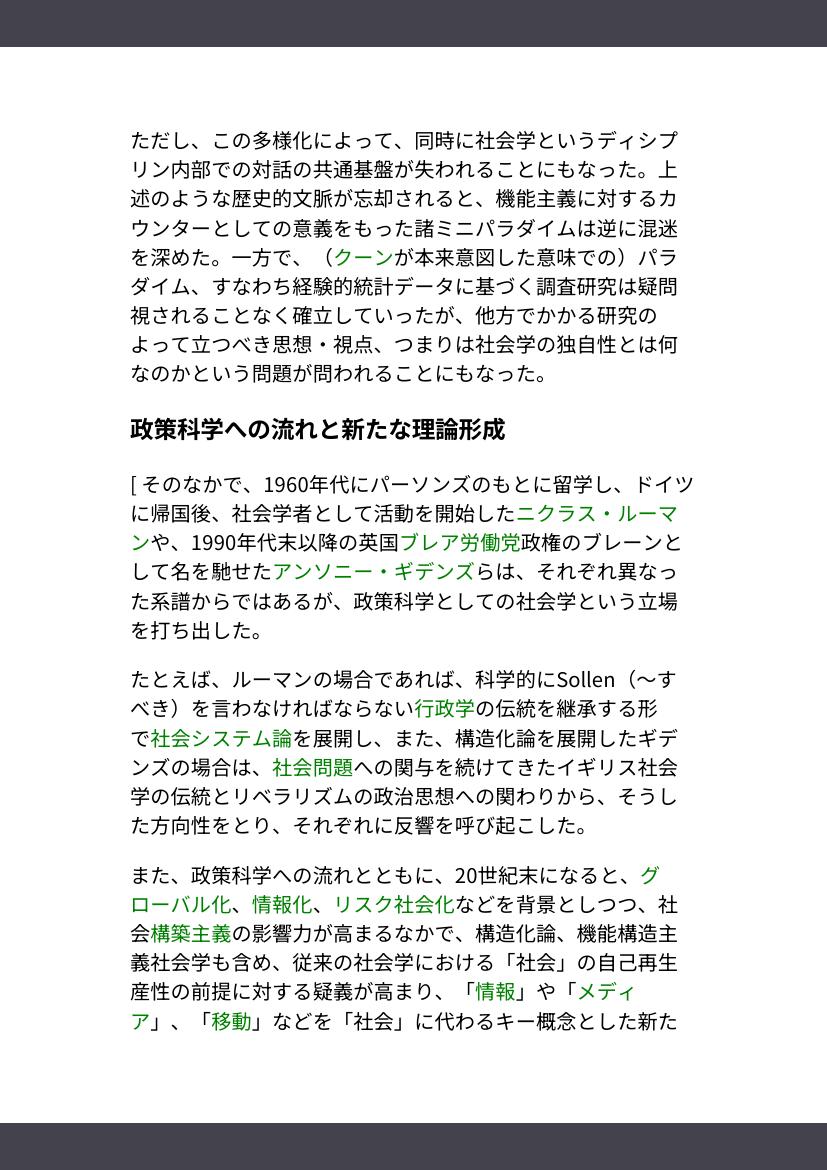 ただし、この多様化によって、同時に社会学というディシプ
リン内部での対話の共通基盤が失われることにもなった。上
述のような歴史的文脈が忘却されると、機能主義に対するカ
ウンターとしての意義をもった諸ミニパラダイムは逆に混迷
を深めた。一方で、（クーンが本来意図した意味での）パラ
ダイム、すなわち経験的統計データに基づく調査研究は疑問
視されることなく確立していったが、他方でかかる研究の
よって立つべき思想・視点、つまりは社会学の独自性とは何
なのかという問題が問われることにもなった。
政策科学への流れと新たな理論形成
[ そのなかで、1960年代にパーソンズのもとに留学し、ドイツ
に帰国後、社会学者として活動を開始したニクラス・ルーマ
ンや、1990年代末以降の英国ブレア労働党政権のブレーンと
して名を馳せたアンソニー・ギデンズらは、それぞれ異なっ
た系譜からではあるが、政策科学としての社会学という立場
を打ち出した。
たとえば、ルーマンの場合であれば、科学的にSollen（〜す
べき）を言わなければならない行政学の伝統を継承する形
で社会システム論を展開し、また、構造化論を展開したギデ
ンズの場合は、社会問題への関与を続けてきたイギリス社会
学の伝統とリベラリズムの政治思想への関わりから、そうし
た方向性をとり、それぞれに反響を呼び起こした。
また、政策科学への流れとともに、20世紀末になると、グ
ローバル化、情報化、リスク社会化などを背景としつつ、社
会構築主義の影響力が高まるなかで、構造化論、機能構造主
義社会学も含め、従来の社会学における「社会」の自己再生
産性の前提に対する疑義が高まり、「情報」や「メディ
ア」、「移動」などを「社会」に代わるキー概念とした新た